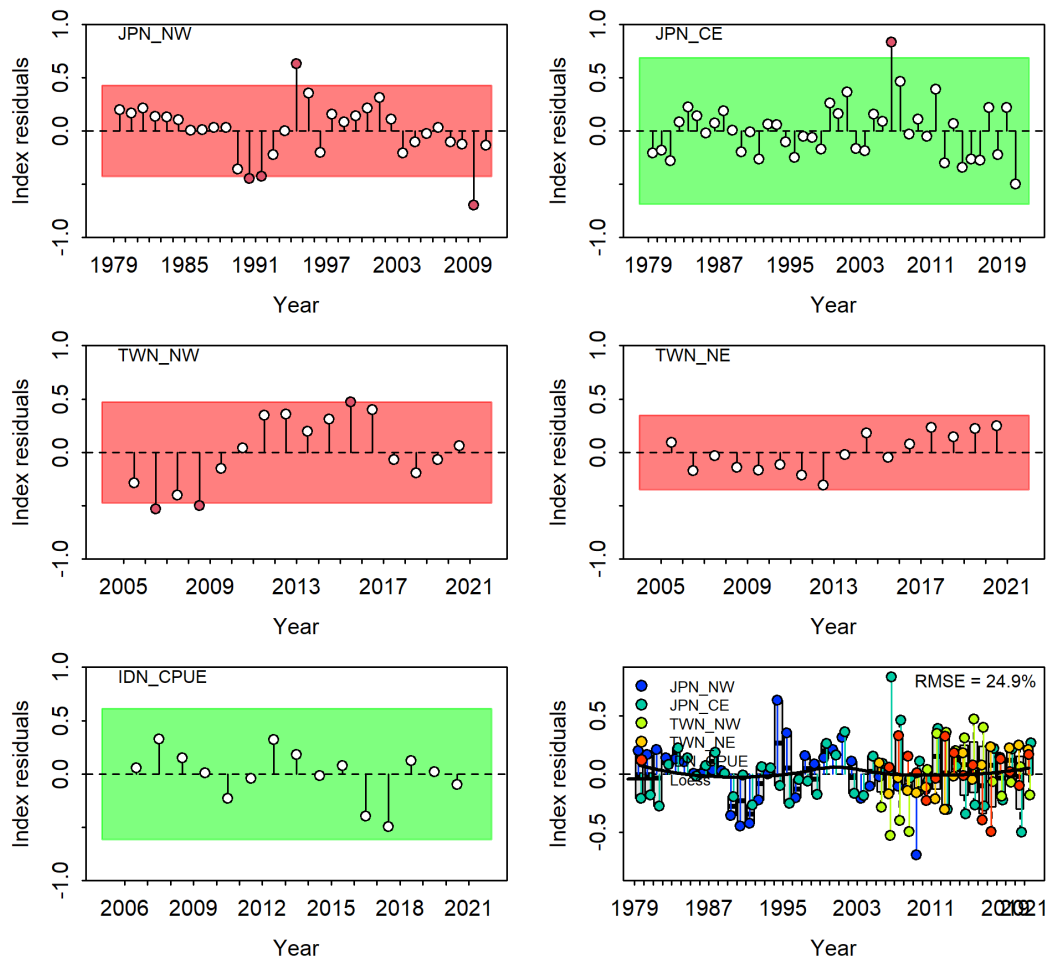 JPN_NW
Index residuals
1.0
0.5
0.0
-1.0
1979 1985 1991 1997 2003 2009
Year
JPN_CE
Index residuals
1.0
0.5
0.0
-1.0
1979 1987 1995 2003 2011 2019
Year
TWN_NW
Index residuals
1.0
0.5
0.0
-1.0
2005 2009 2013 2017 2021
Year
TWN_NE
Index residuals
1.0
0.5
0.0
-1.0
2005 2009 2013 2017 2021
Year
IDN_CPUE
Index residuals
1.0
0.5
0.0
-1.0
2006 2009 2012 2015 2018 2021
Year
RMSE = 24.9%
JPN_NW
JPN_CE
TWN_NW
TWN_NE
Loess
Index residuals
0.5
0.0
-0.5
1979 1987 1995 2003 2011 2019 2021
Year